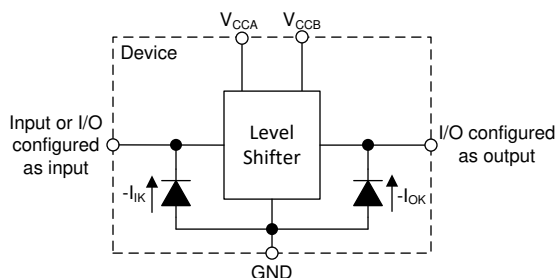 VCCA VCCB
Device
Input or I/O
configured
as input
Level
Shifter
I/O configured
as output
-IIK
-IOK
GND